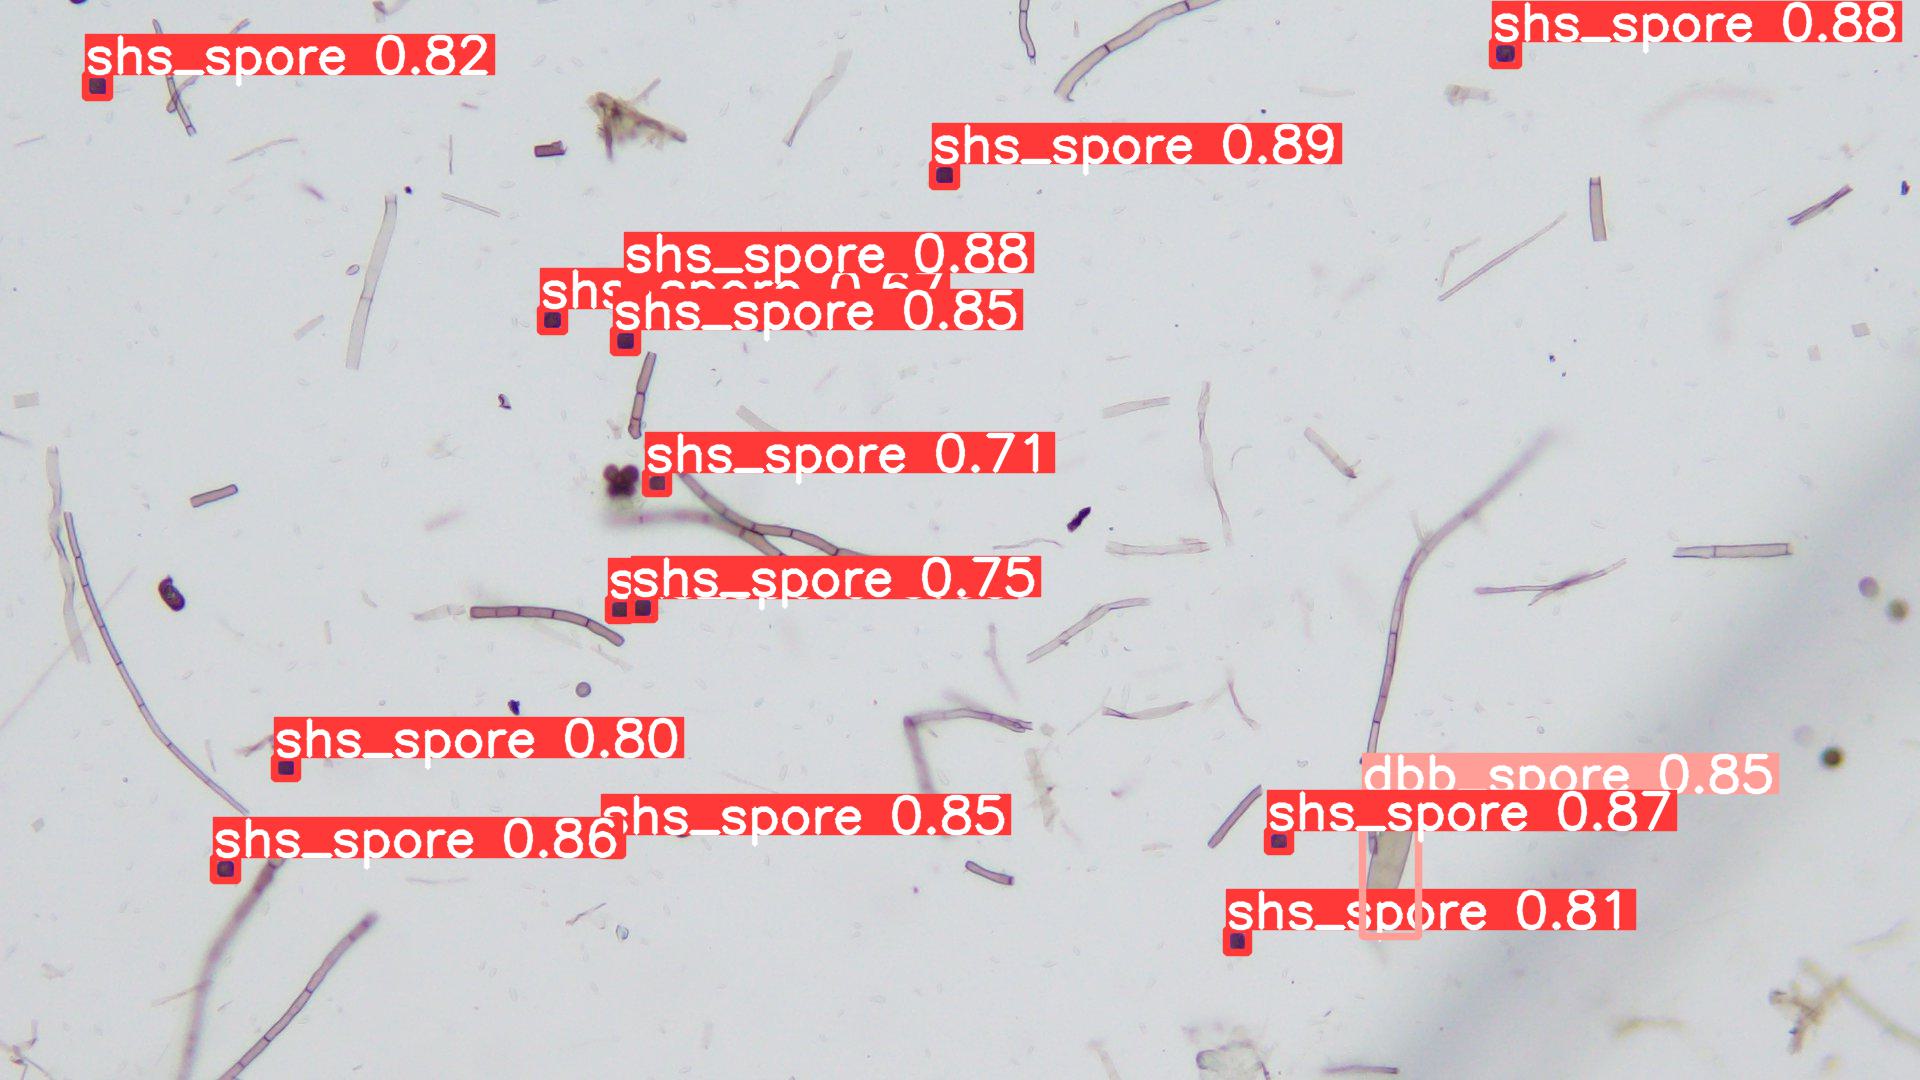 shs_spore 0.82
shs_spore 0.88
shs_spore 0.89
shs_spore 0.88
shs_spore 0.67
shs_spore 0.85
shs_spore 0.71
shs_spore 0.75
shs_spore 0.80
dbb_spore 0.85
shs_spore 0.85
shs_spore 0.87
shs_spore 0.86
shs_spore 0.81